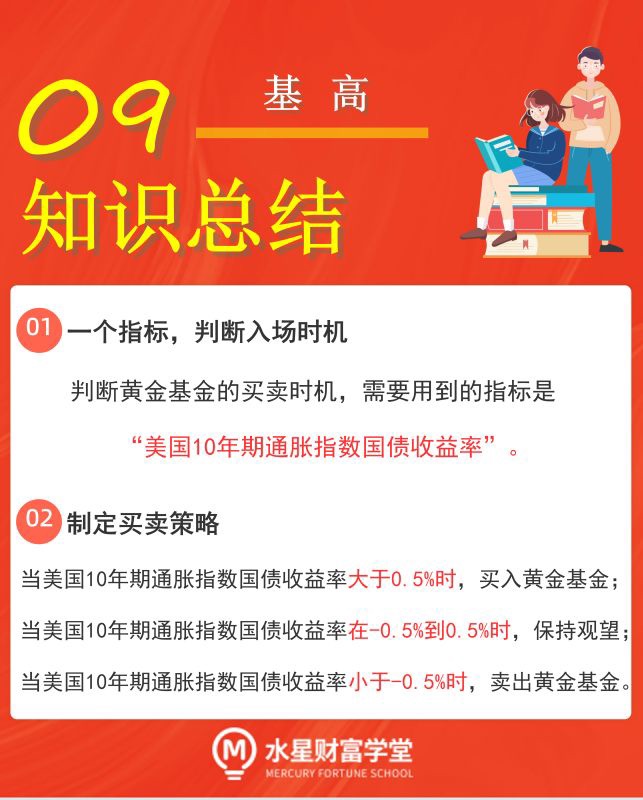 09
基 高
知识总结
01 一个指标，判断入场时机
判断黄金基金的买卖时机，需要用到的指标是
“美国10年期通胀指数国债收益率”。
02 制定买卖策略
当美国10年期通胀指数国债收益率大于0.5%时，买入黄金基金；
当美国10年期通胀指数国债收益率在-0.5%到0.5%时，保持观望；
当美国10年期通胀指数国债收益率小于-0.5%时，卖出黄金基金。
M 水星财富学堂
MERCURY FORTUNE SCHOOL